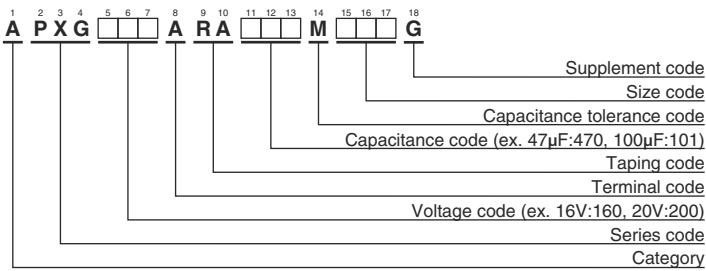 1 2 3 4 5 6 7 8 9 10 11 12 13 14 15 16 17 18
A P X G A R A M G
Supplement code
Size code
Capacitance tolerance code
Capacitance code (ex. 47μF:470, 100μF:101)
Taping code
Terminal code
Voltage code (ex. 16V:160, 20V:200)
Series code
Category